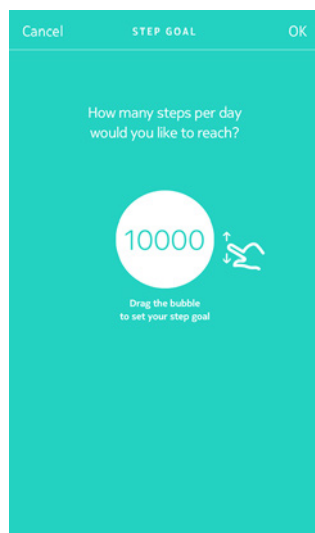 Cancel STEP GOAL OK
How many steps per day
would you like to reach?
10000
Drag the bubble
to set your step goal